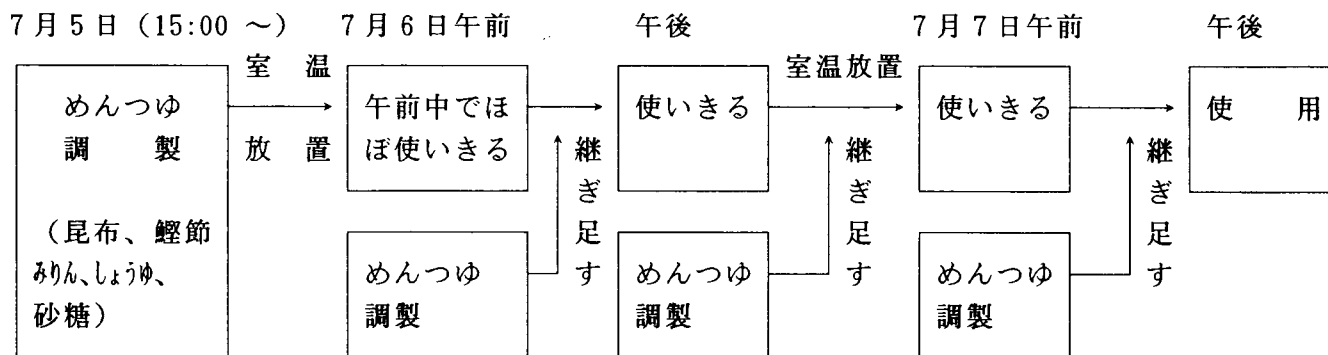 7月5日(15:00 ~) 7月6日午前 午後 7月7日午前 午後
めんつゆ
調製
(昆布、鰹節
みりん、しょうゆ、
砂糖)
室温
放置
午前中でほ
ぼ使いきる
めんつゆ
調製
継ぎ足す
使いきる
めんつゆ
調製
室温放置
継ぎ足す
使いきる
めんつゆ
調製
継ぎ足す
使用